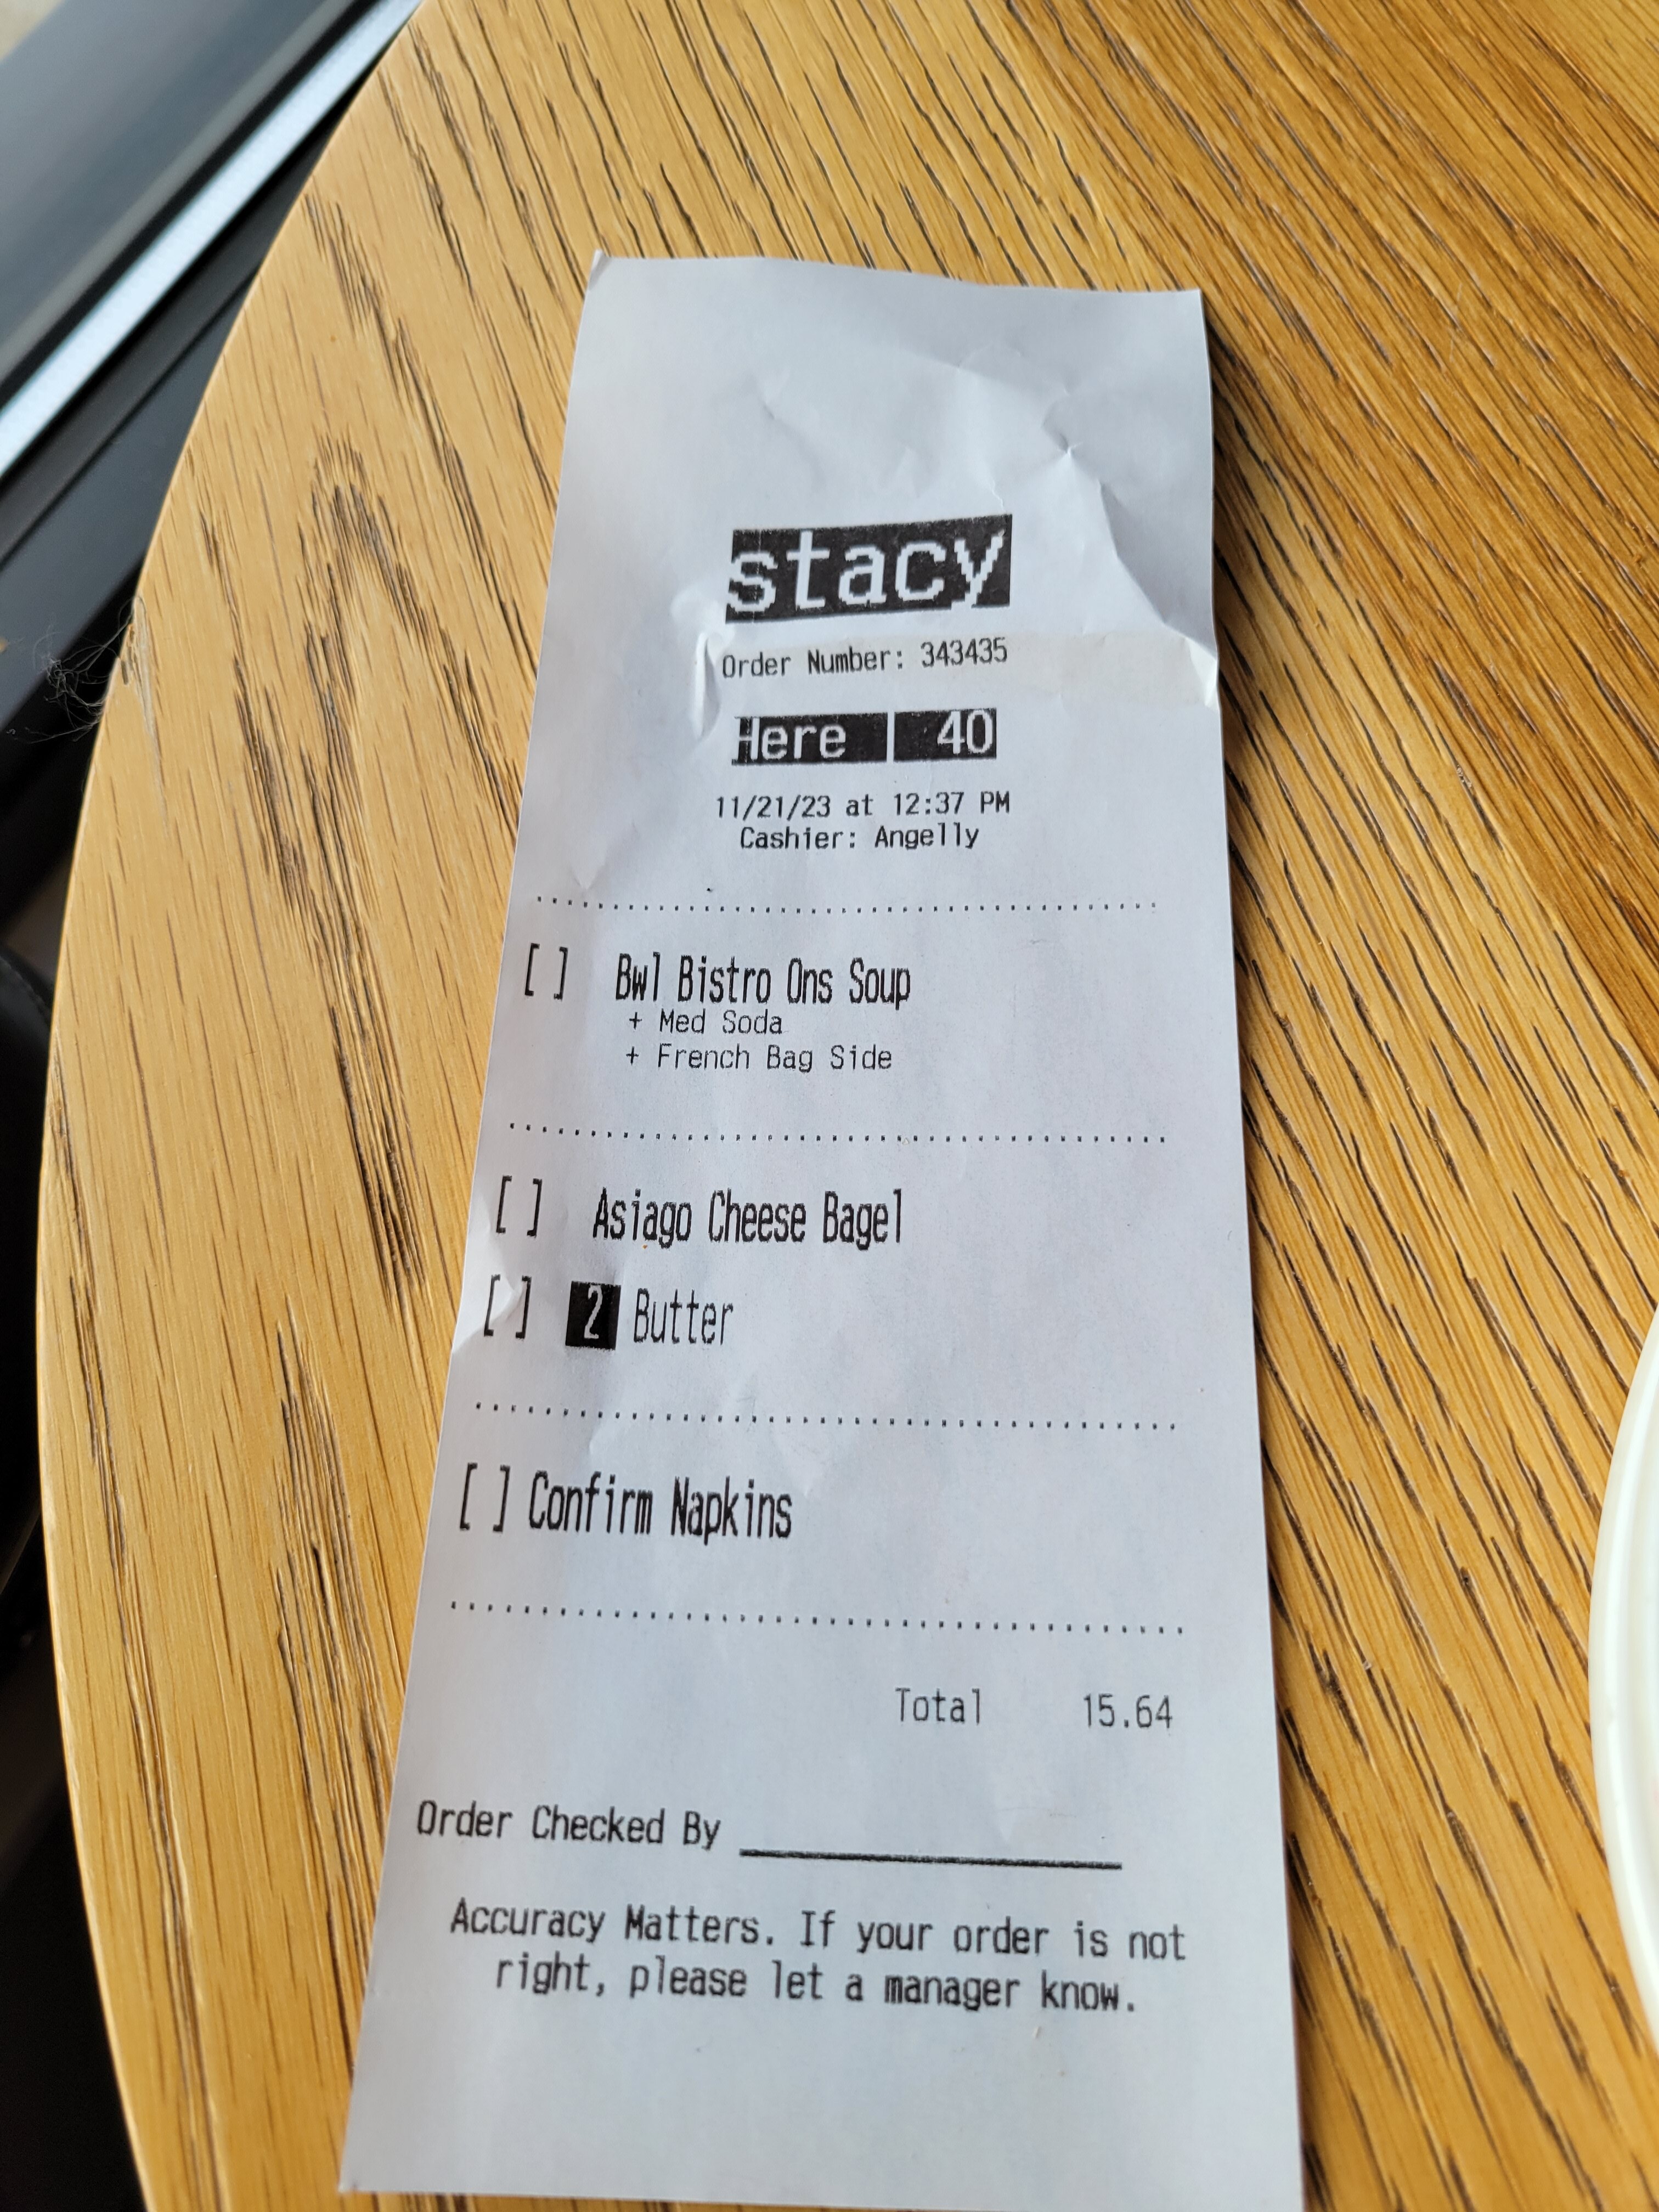 stacy
Order Number: 343435
Here 40
11/21/23 at 12:37 PM
Cashier: Angelly
[ ] Bwl Bistro Ons Soup
+ Med Soda
+ French Bag Side
[ ] Asiago Cheese Bagel
[ ] 2 Butter
[ ] Confirm Napkins
Total 15.64
Order Checked By
Accuracy Matters. If your order is not
right, please let a manager know.